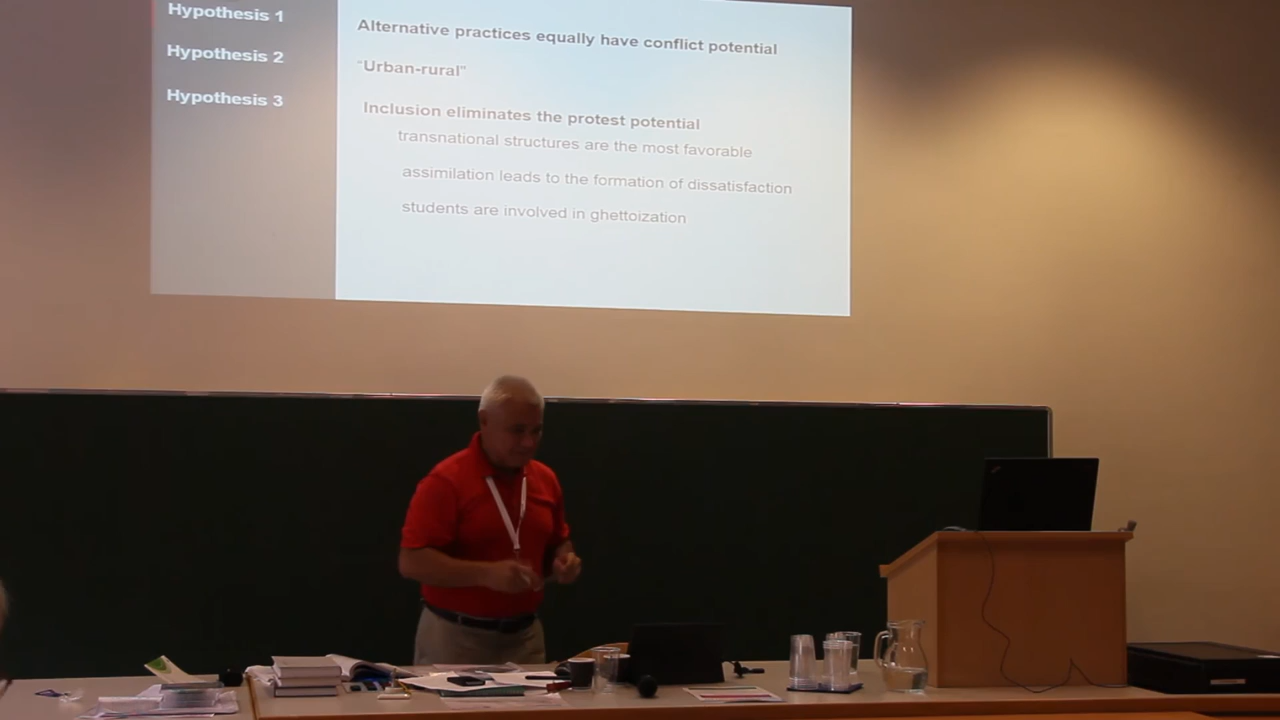 Hypothesis 1
Hypothesis 2
Hypothesis 3
Alternative practices equally have conflict potential
"Urban-rural"
Inclusion eliminates the protest potential
transnational structures are the most favorable
assimilation leads to the formation of dissatisfaction
students are involved in ghettoization